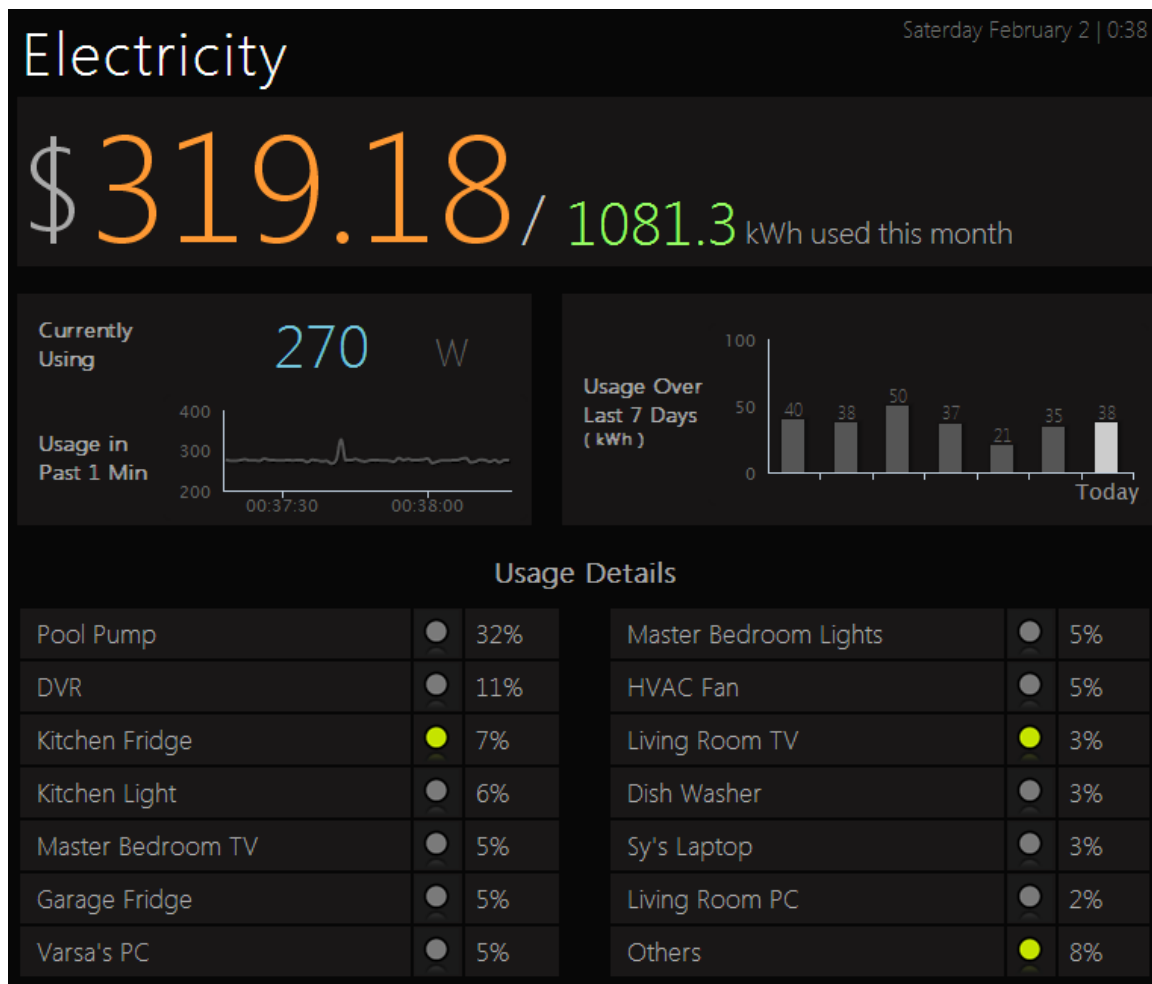 Electricity
Saterday February 2 | 0:38
$319.18/ 1081.3 kWh used this month
Currently
Using
270 W
Usage in
Past 1 Min
400
300
200
00:37:30 00:38:00
Usage Over
Last 7 Days
( kWh )
100
50
0
40 38 50 37 21 35 38
Today
Usage Details
Pool Pump 32%
DVR 11%
Kitchen Fridge 7%
Kitchen Light 6%
Master Bedroom TV 5%
Garage Fridge 5%
Varsa's PC 5%
Master Bedroom Lights 5%
HVAC Fan 5%
Living Room TV 3%
Dish Washer 3%
Sy's Laptop 3%
Living Room PC 2%
Others 8%